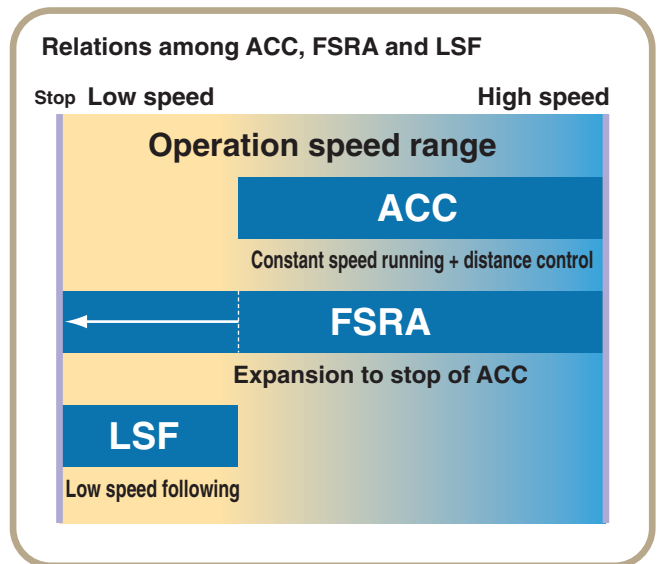 Relations among ACC, FSRA and LSF
Stop Low speed High speed
Operation speed range
ACC
Constant speed running + distance control
FSRA
Expansion to stop of ACC
LSF
Low speed following